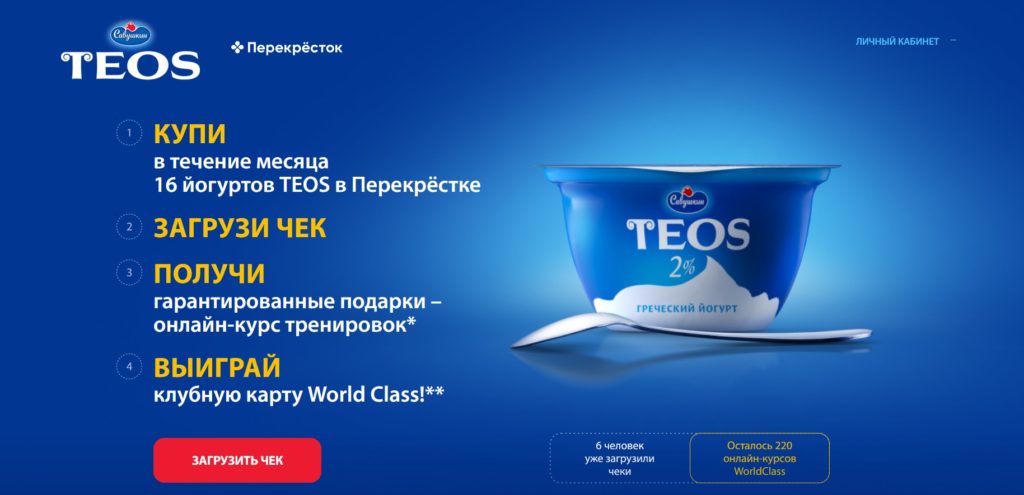 Савушкин
TEOS
Перекрёсток
ЛИЧНЫЙ КАБИНЕТ
1
КУПИ
в течение месяца
16 йогуртов TEOS в Перекрёстке
2
ЗАГРУЗИ ЧЕК
3
ПОЛУЧИ
гарантированные подарки –
онлайн-курс тренировок*
4
ВЫИГРАЙ
клубную карту World Class!**
ЗАГРУЗИТЬ ЧЕК
Савушкин
TEOS
2%
ГРЕЧЕСКИЙ ЙОГУРТ
6 человек
уже загрузили
чеки
Осталось 220
онлайн-курсов
WorldClass